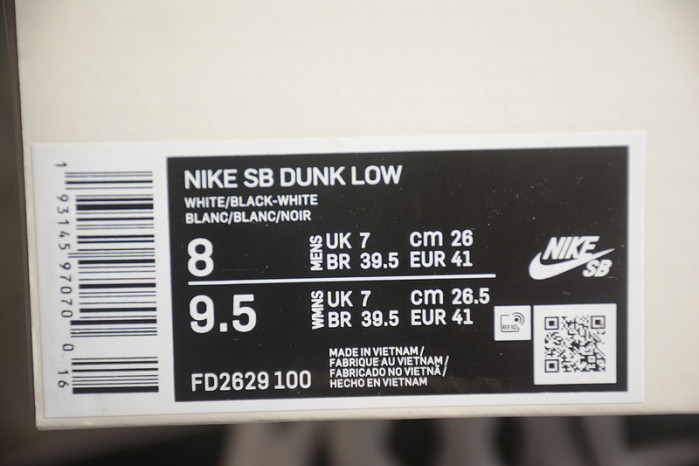 NIKE SB DUNK LOW
WHITE/BLACK-WHITE
BLANC/BLANC/NOIR
8
MENS
UK 7 cm 26
BR 39.5 EUR 41
9.5
WMNS
UK 7 cm 26.5
BR 39.5 EUR 41
NIKE
SB
RFID
FD2629 100
MADE IN VIETNAM/
FABRIQUE AU VIETNAM/
FABRICADO NO VIETNÃ/
HECHO EN VIETNAM
1 93145 97070 0 16